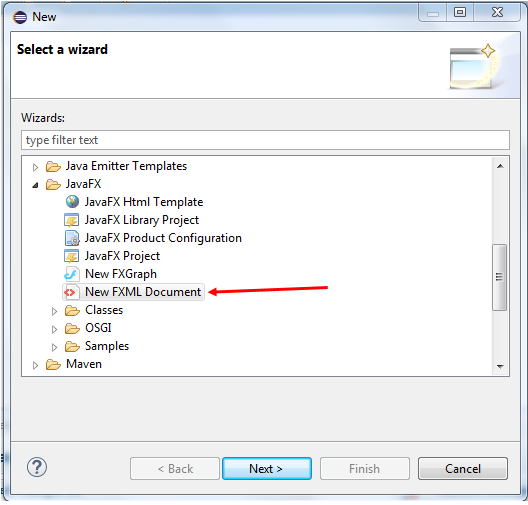 New
Select a wizard
Wizards:
type filter text
Java Emitter Templates
JavaFX
JavaFX Html Template
JavaFX Library Project
JavaFX Product Configuration
JavaFX Project
New FXGraph
New FXML Document
Classes
OSGI
Samples
Maven
? < Back Next > Finish Cancel